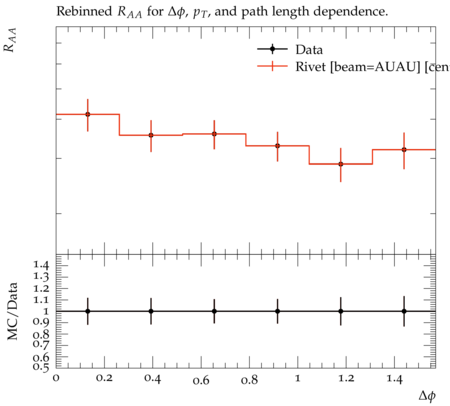 Rebinned R_AA for Δϕ, p_T, and path length dependence.
R_AA
Data
Rivet [beam=AUAU] [cen
MC/Data
1.4
1.3
1.2
1.1
1
0.9
0.8
0.7
0.6
0.5
0 0.2 0.4 0.6 0.8 1 1.2 1.4
Δϕ